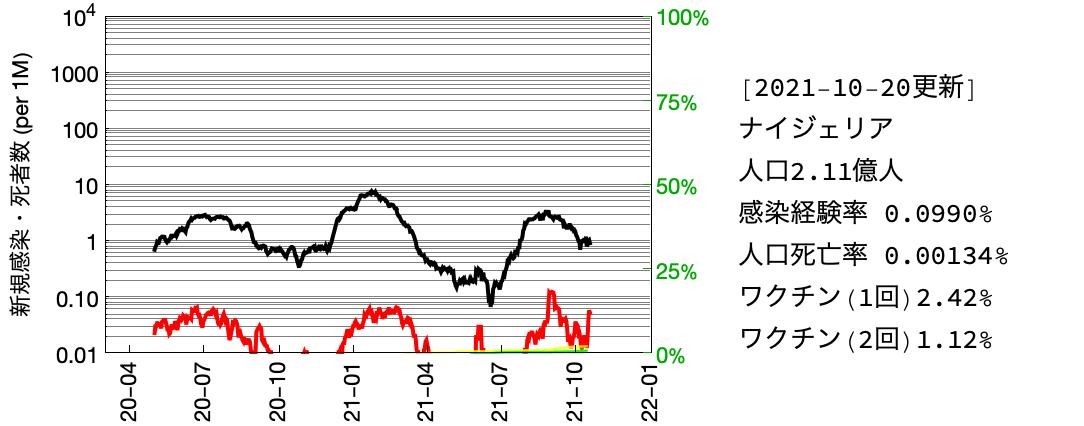 新規感染・死者数 (per 1M)
10^4
1000
100
10
1
0.10
0.01
100%
75%
50%
25%
0%
20-04
20-07
20-10
21-01
21-04
21-07
21-10
22-01
[2021-10-20更新]
ナイジェリア
人口2.11億人
感染経験率 0.0990%
人口死亡率 0.00134%
ワクチン(1回)2.42%
ワクチン(2回)1.12%